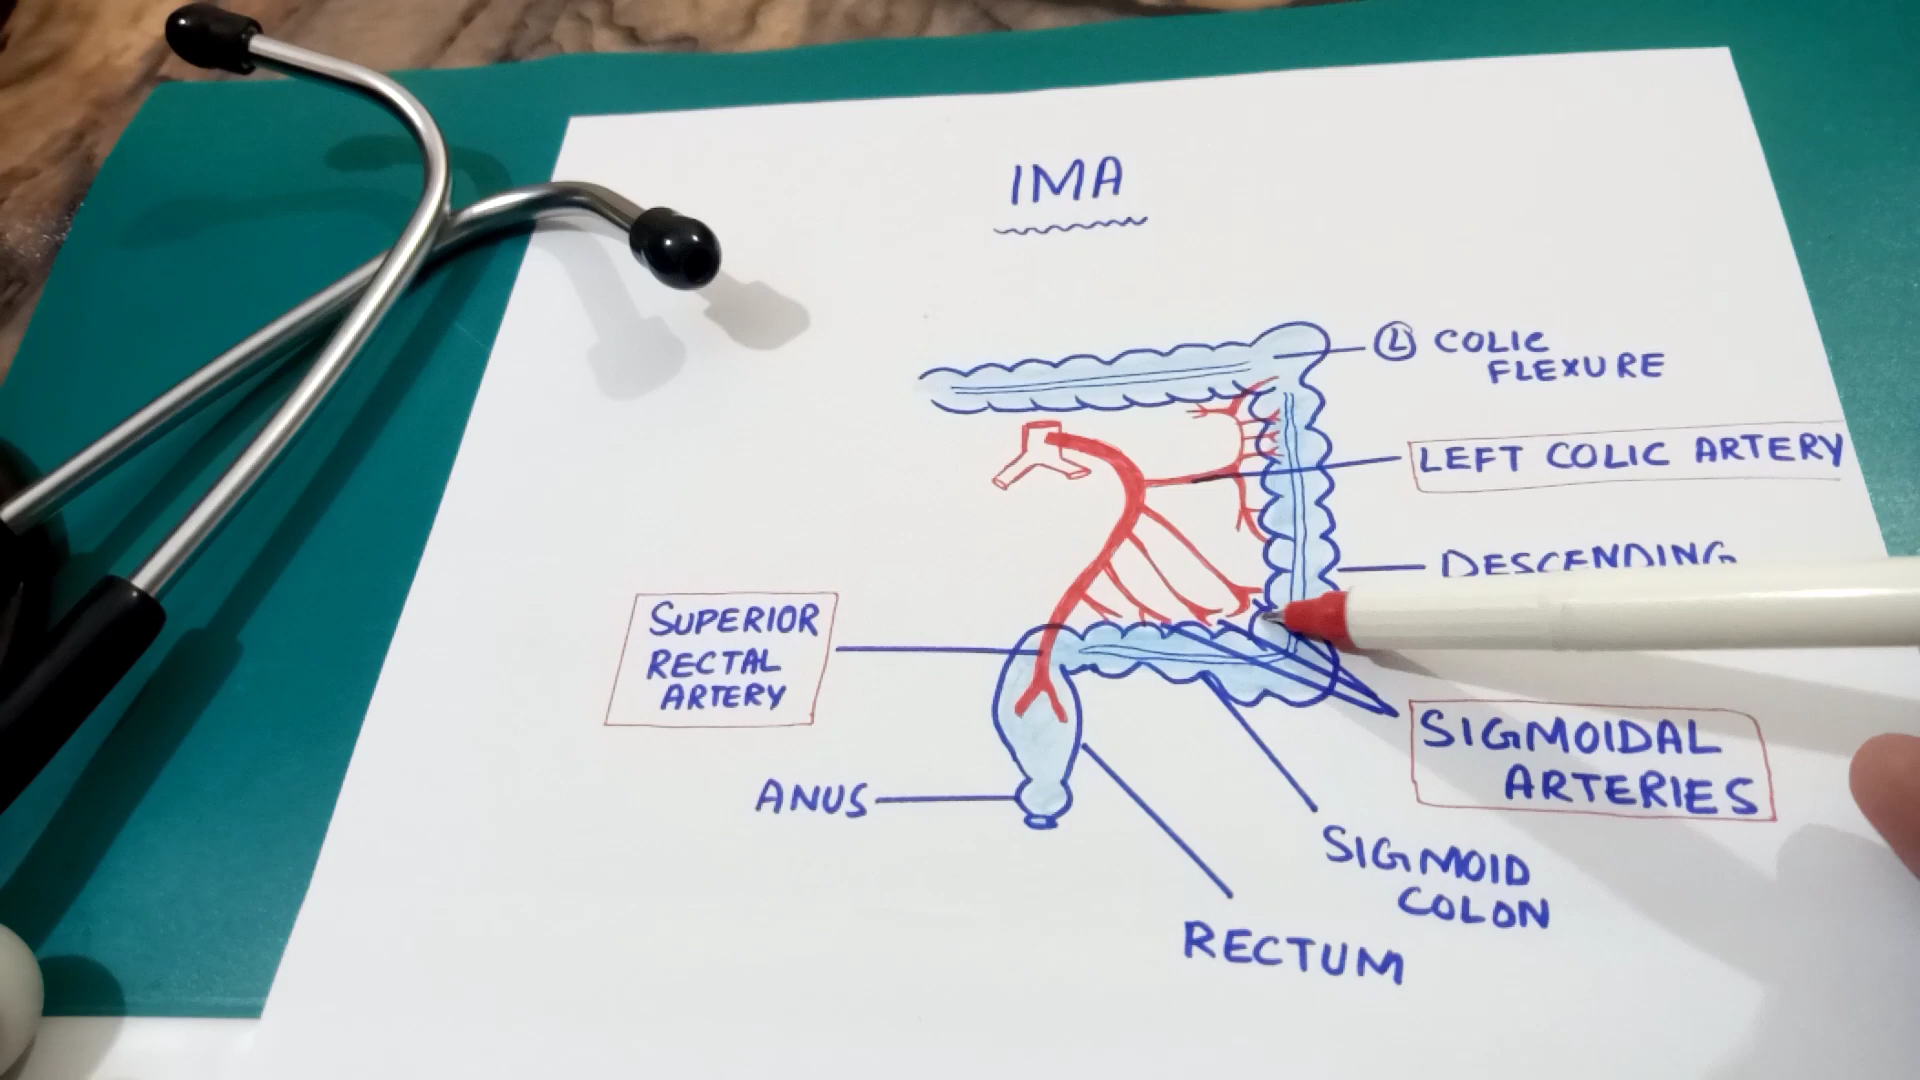 IMA
Ⓛ COLIC
FLEXURE
LEFT COLIC ARTERY
DESCENDING
SUPERIOR
RECTAL
ARTERY
SIGMOIDAL
ARTERIES
ANUS
SIGMOID
COLON
RECTUM